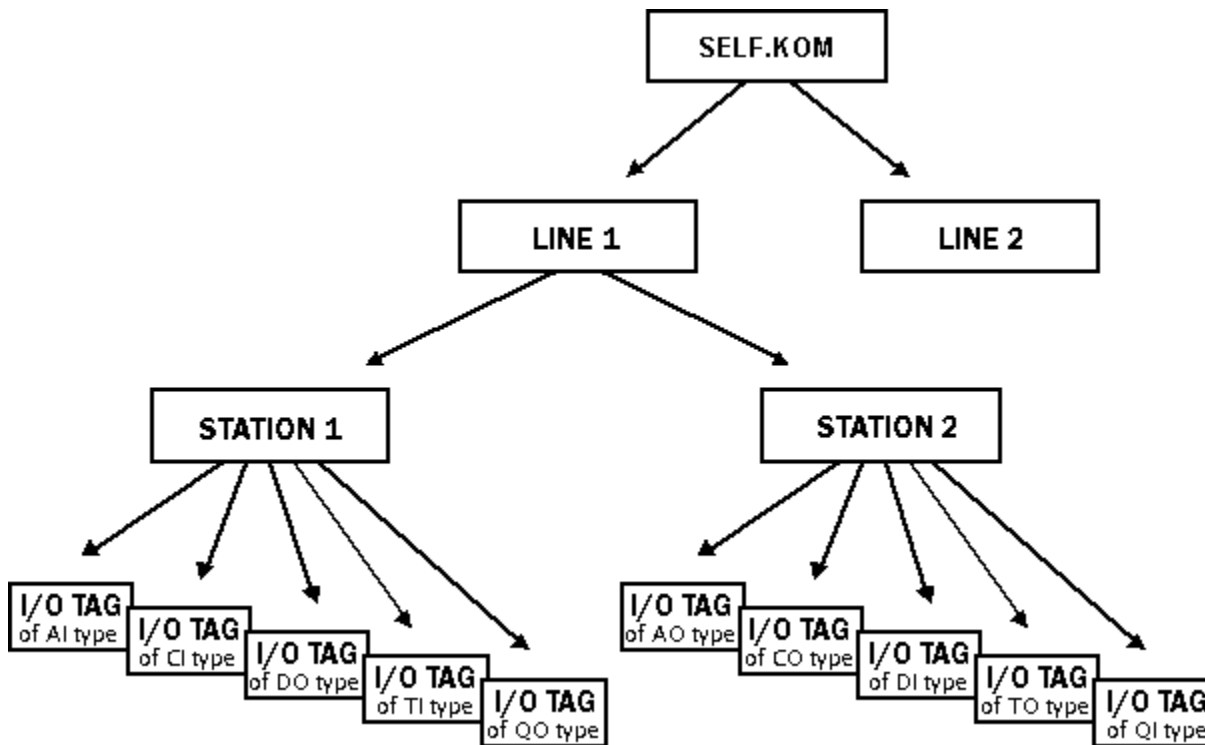 SELF.KOM
LINE 1
LINE 2
STATION 1
STATION 2
I/O TAG
of AI type
I/O TAG
of CI type
I/O TAG
of DO type
I/O TAG
of TI type
I/O TAG
of QO type
I/O TAG
of AO type
I/O TAG
of CO type
I/O TAG
of DI type
I/O TAG
of TO type
I/O TAG
of QI type